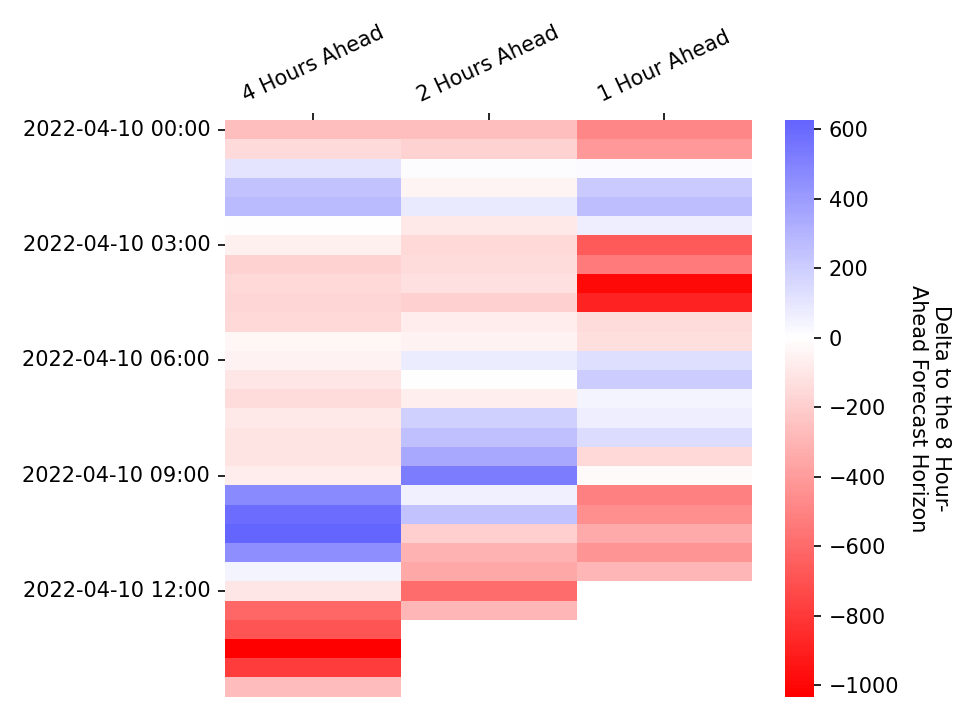 4 Hours Ahead
2 Hours Ahead
1 Hour Ahead
2022-04-10 00:00
2022-04-10 03:00
2022-04-10 06:00
2022-04-10 09:00
2022-04-10 12:00
600
400
200
0
−200
−400
−600
−800
−1000
Delta to the 8 Hour-
Ahead Forecast Horizon